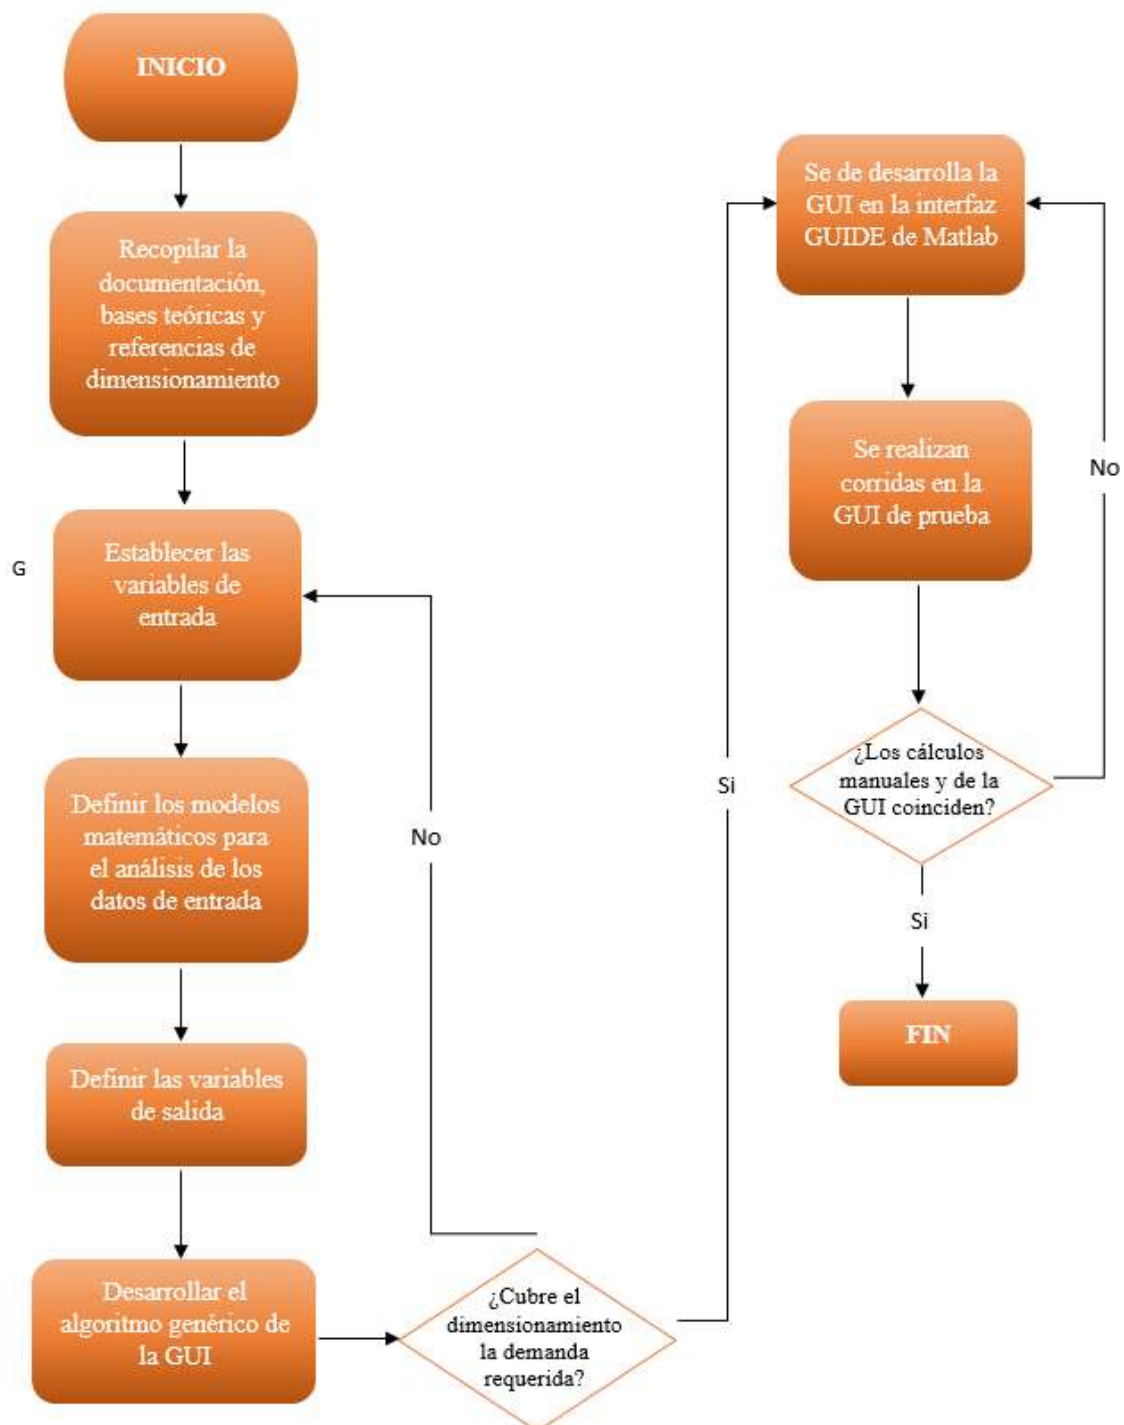 INICIO
Recopilar la
documentación,
bases teóricas y
referencias de
dimensionamiento
G
Establecer las
variables de
entrada
Definir los modelos
matemáticos para
el análisis de los
datos de entrada
No
Definir las variables
de salida
Desarrollar el
algoritmo genérico de
la GUI
¿Cubre el
dimensionamiento
la demanda
requerida?
Si
Se de desarrolla la
GUI en la interfaz
GUIDE de Matlab
Se realizan
corridas en la
GUI de prueba
No
¿Los cálculos
manuales y de la
GUI coinciden?
Si
FIN